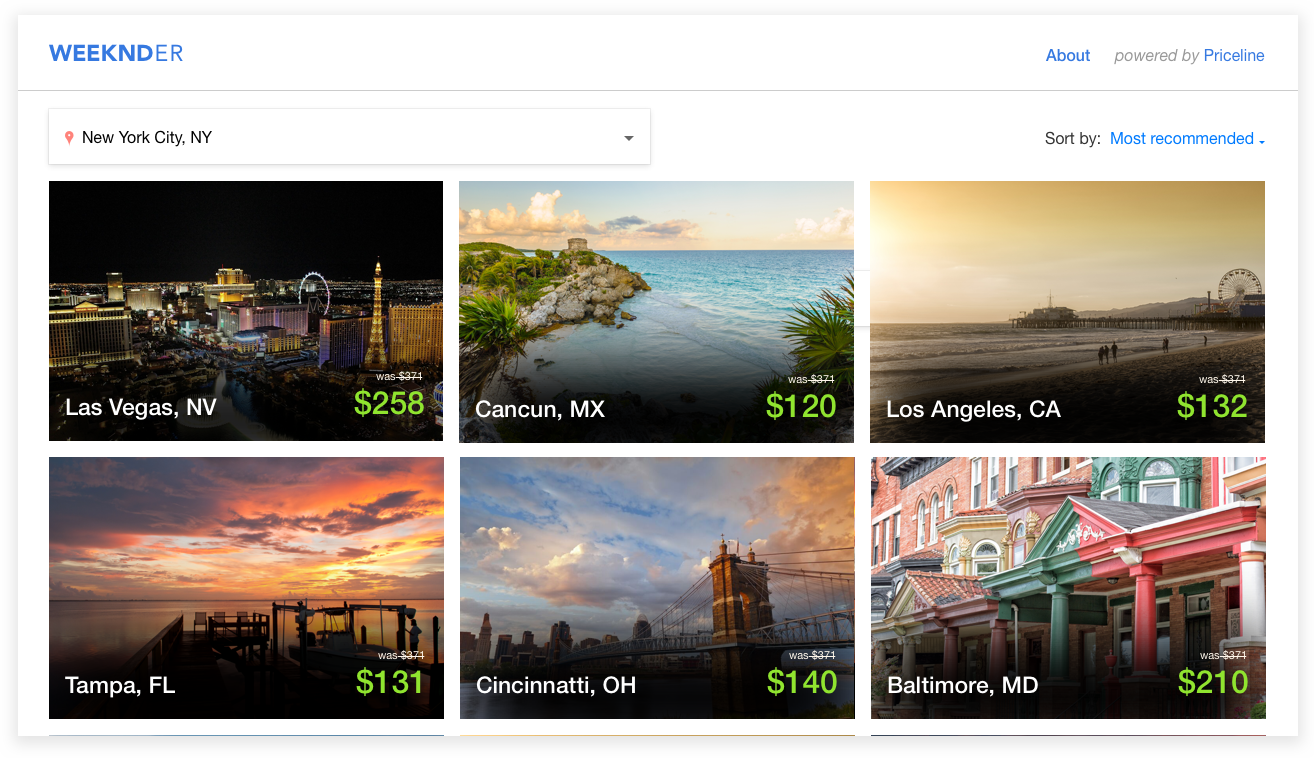 WEEKNDER
About powered by Priceline
New York City, NY
Sort by: Most recommended
was $371
Las Vegas, NV $258
was $371
Cancun, MX $120
was $371
Los Angeles, CA $132
was $371
Tampa, FL $131
was $371
Cincinnatti, OH $140
was $371
Baltimore, MD $210